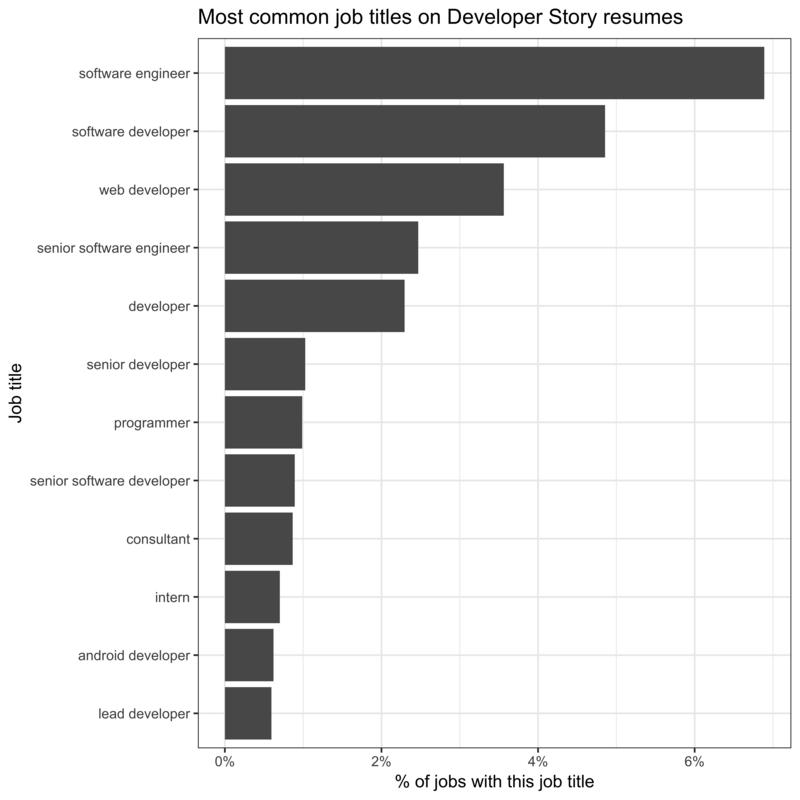 Most common job titles on Developer Story resumes
software engineer
software developer
web developer
senior software engineer
developer
senior developer
programmer
senior software developer
consultant
intern
android developer
lead developer
Job title
0% 2% 4% 6%
% of jobs with this job title